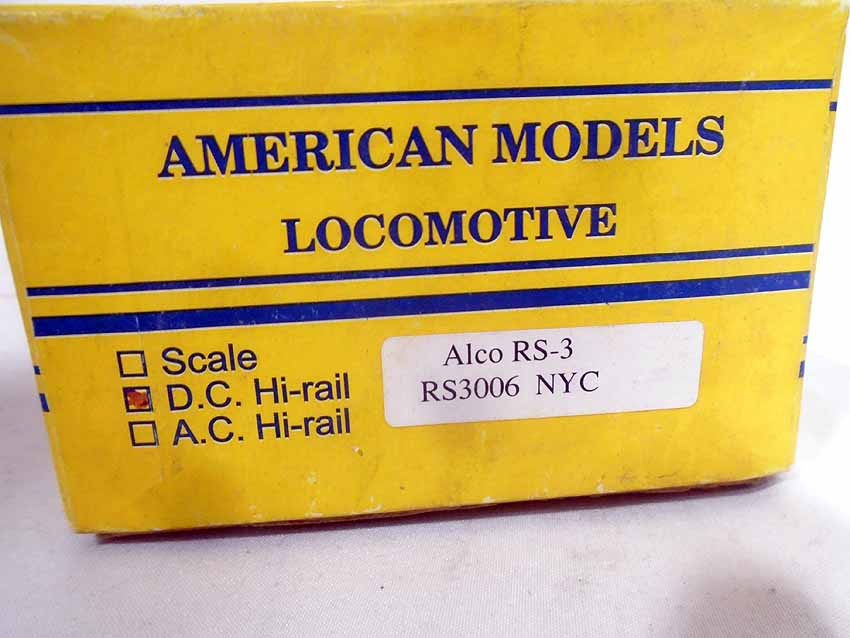 AMERICAN MODELS
LOCOMOTIVE
Scale
D.C. Hi-rail
A.C. Hi-rail
Alco RS-3
RS3006 NYC